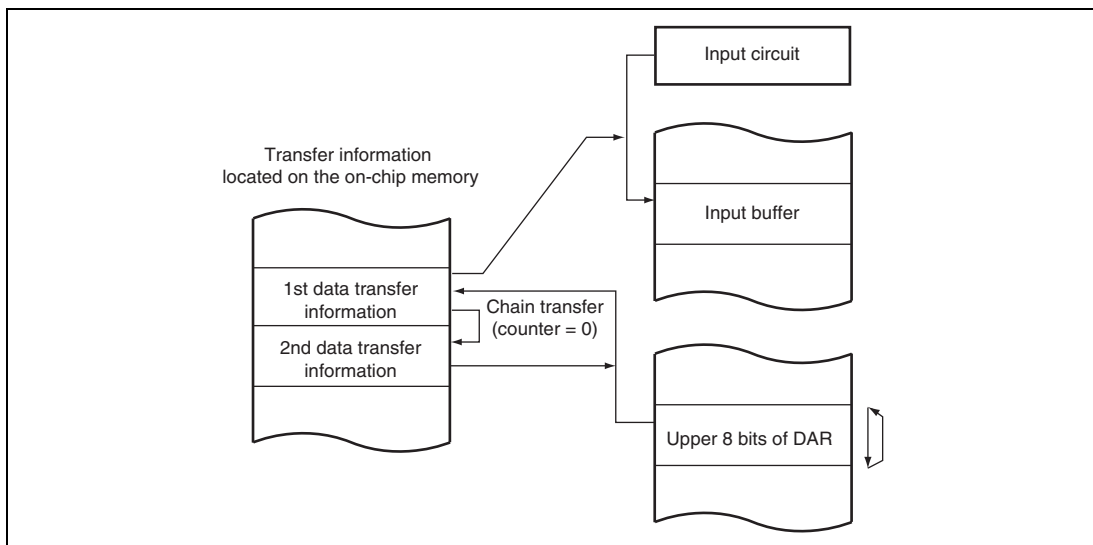 Input circuit
Transfer information
located on the on-chip memory
Input buffer
1st data transfer
information
Chain transfer
(counter = 0)
2nd data transfer
information
Upper 8 bits of DAR